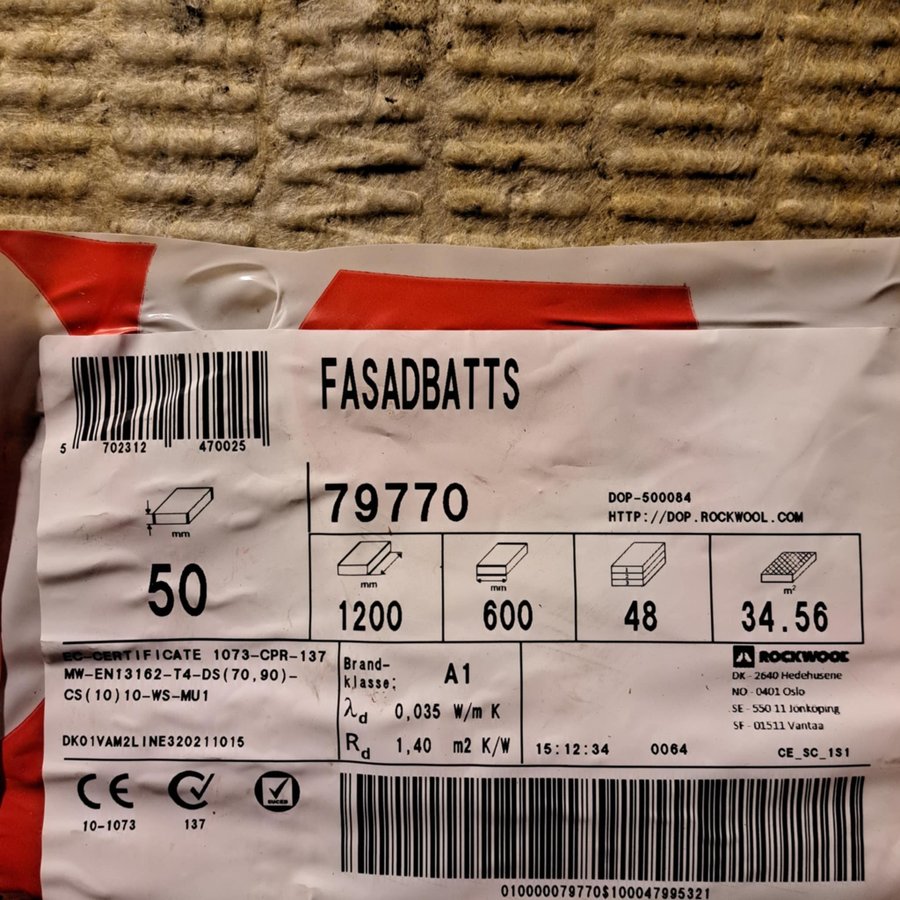 FASADBATTS
5 702312 470025
79770
DOP-500084
HTTP://DOP.ROCKWOOL.COM
mm
50
mm
1200
mm
600
48
m²
34.56
EC-CERTIFICATE 1073-CPR-137
MW-EN13162-T4-DS(70,90)-
CS(10)10-WS-MU1
DK01VAM2LINE320211015
Brand-
klasse:
A1
λd 0,035 W/m K
Rd 1,40 m2 K/W
ROCKWOOL
DK - 2640 Hedehusene
NO - 0401 Oslo
SE - 550 11 Jönköping
SF - 01511 Vantaa
15:12:34 0064 CE_SC_1S1
CE
10-1073
137
EUCEB
010000079770$100047995321